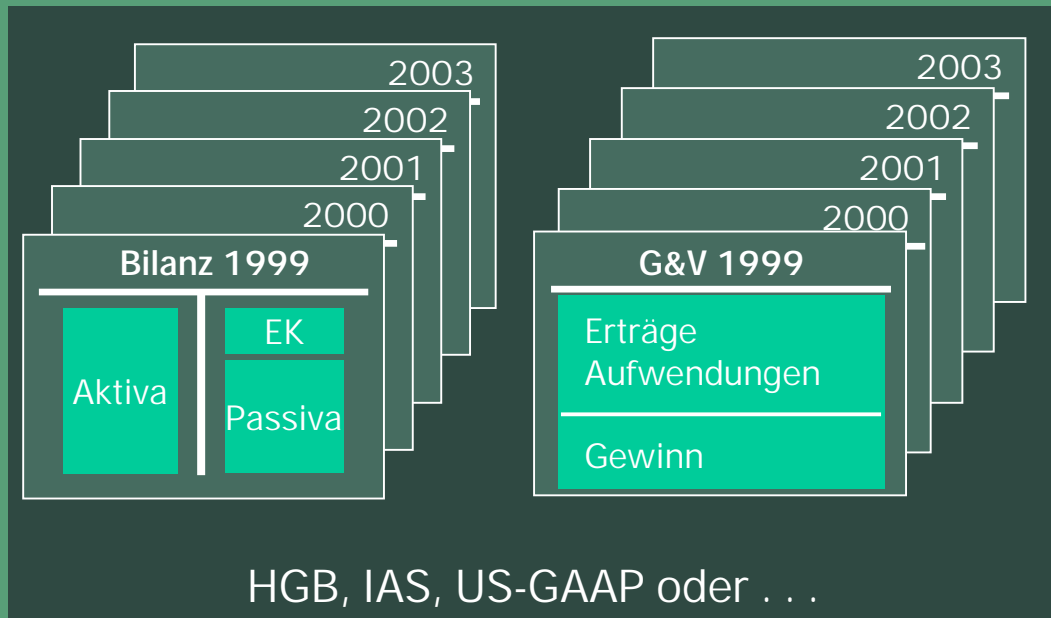 2003
2002
2001
2000
Bilanz 1999
EK
Aktiva
Passiva
2003
2002
2001
2000
G&V 1999
Erträge
Aufwendungen
Gewinn
HGB, IAS, US-GAAP oder . . .